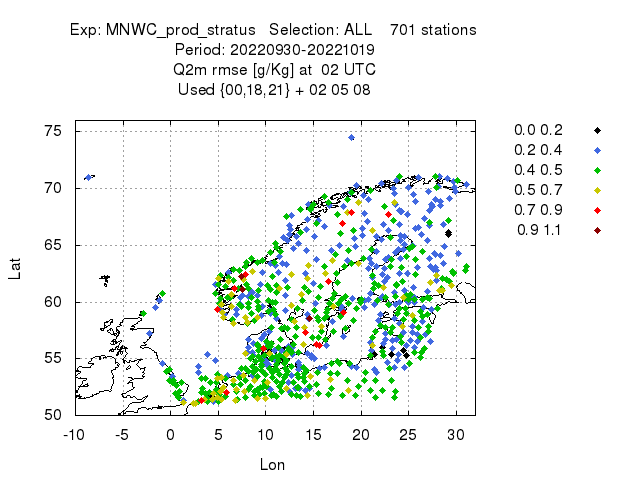 Exp: MNWC_prod_stratus   Selection: ALL    701 stations
Period: 20220930-20221019
Q2m rmse [g/Kg] at  02 UTC
Used {00,18,21} + 02 05 08
0.0 0.2
0.2 0.4
0.4 0.5
0.5 0.7
0.7 0.9
0.9 1.1
75
70
65
60
55
50
Lat
-10 -5 0 5 10 15 20 25 30
Lon